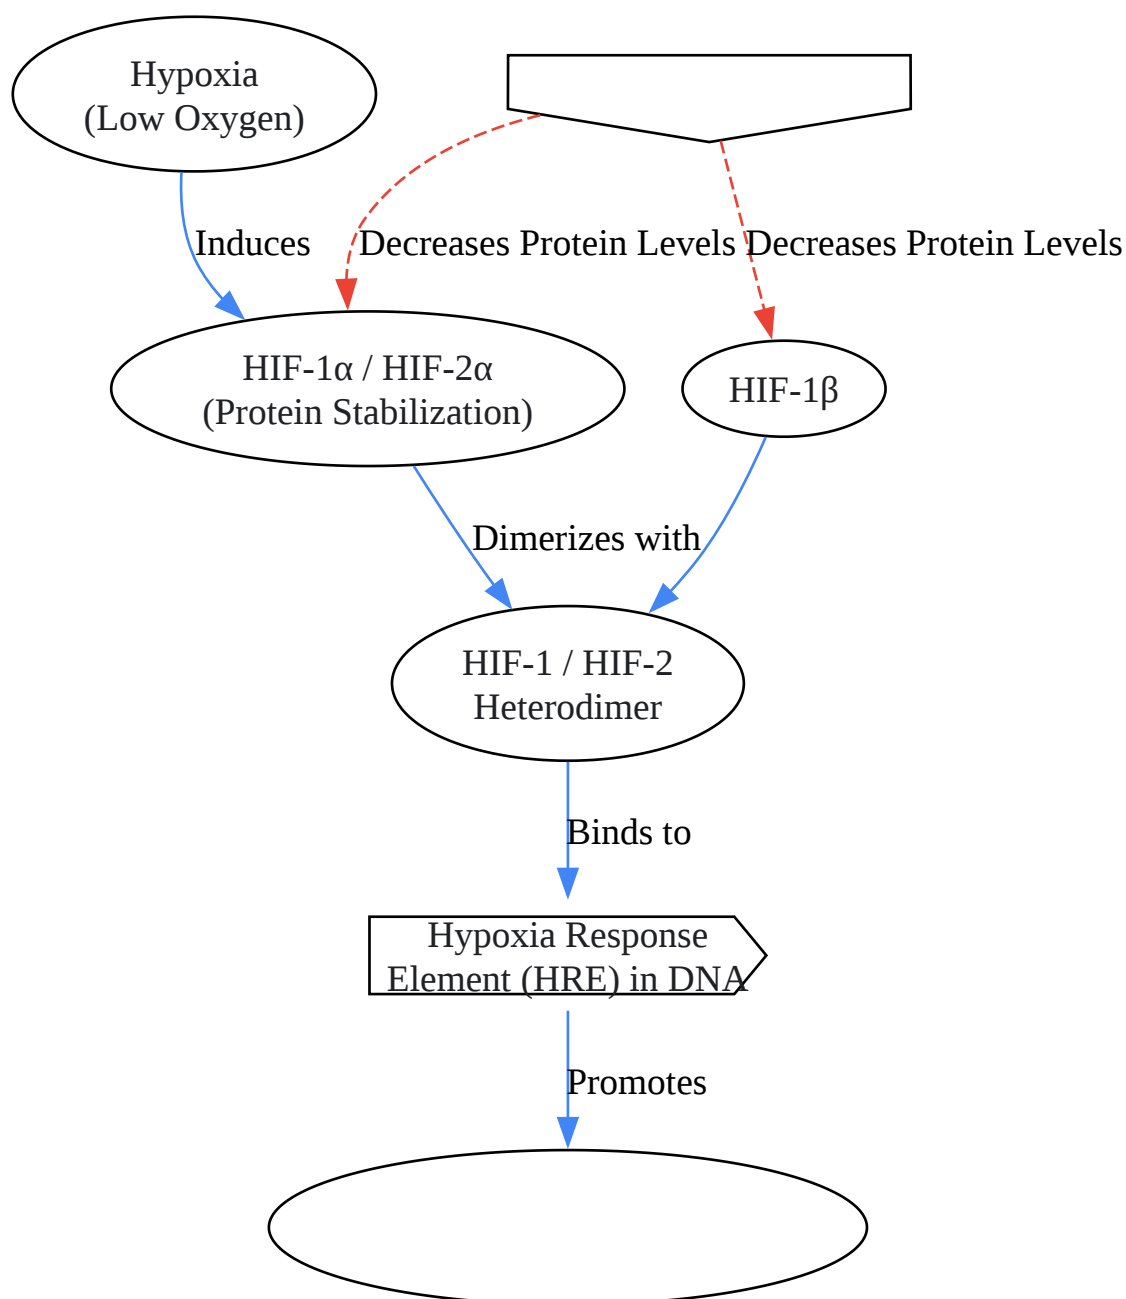 Hypoxia
(Low Oxygen)
Induces
Decreases Protein Levels
Decreases Protein Levels
HIF-1α / HIF-2α
(Protein Stabilization)
HIF-1β
Dimerizes with
HIF-1 / HIF-2
Heterodimer
Binds to
Hypoxia Response
Element (HRE) in DNA
Promotes